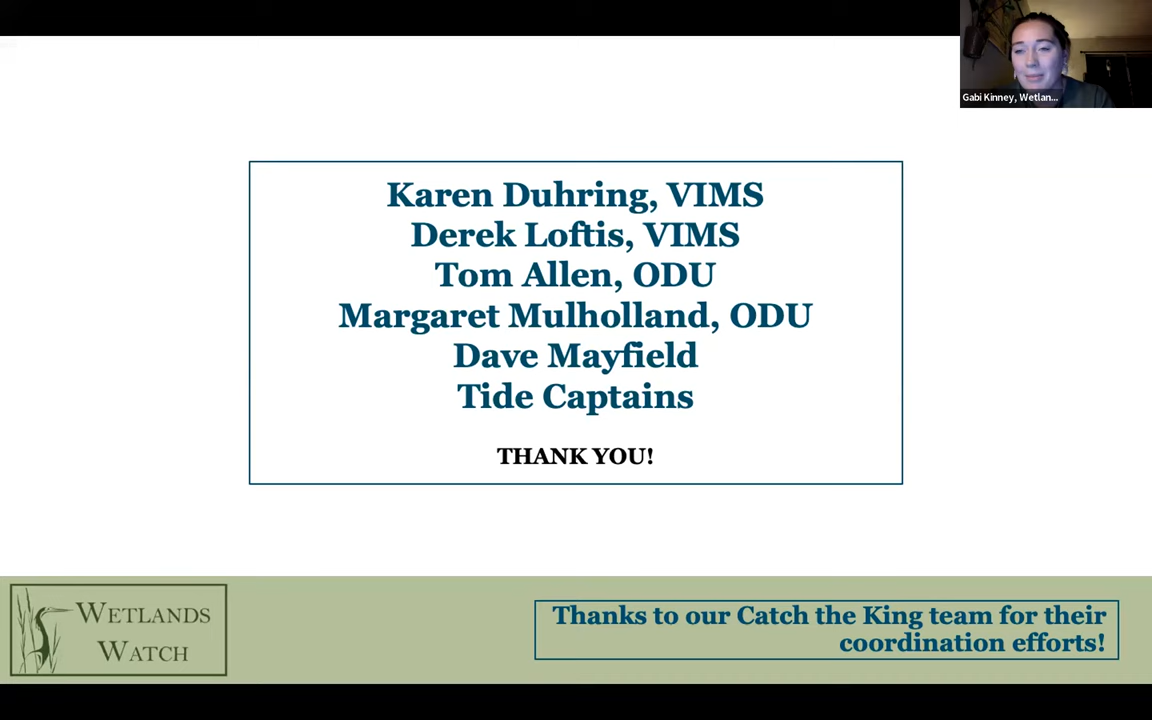 Gabi Kinney, Wetlan...
Karen Duhring, VIMS
Derek Loftis, VIMS
Tom Allen, ODU
Margaret Mulholland, ODU
Dave Mayfield
Tide Captains
THANK YOU!
WETLANDS
WATCH
Thanks to our Catch the King team for their
coordination efforts!